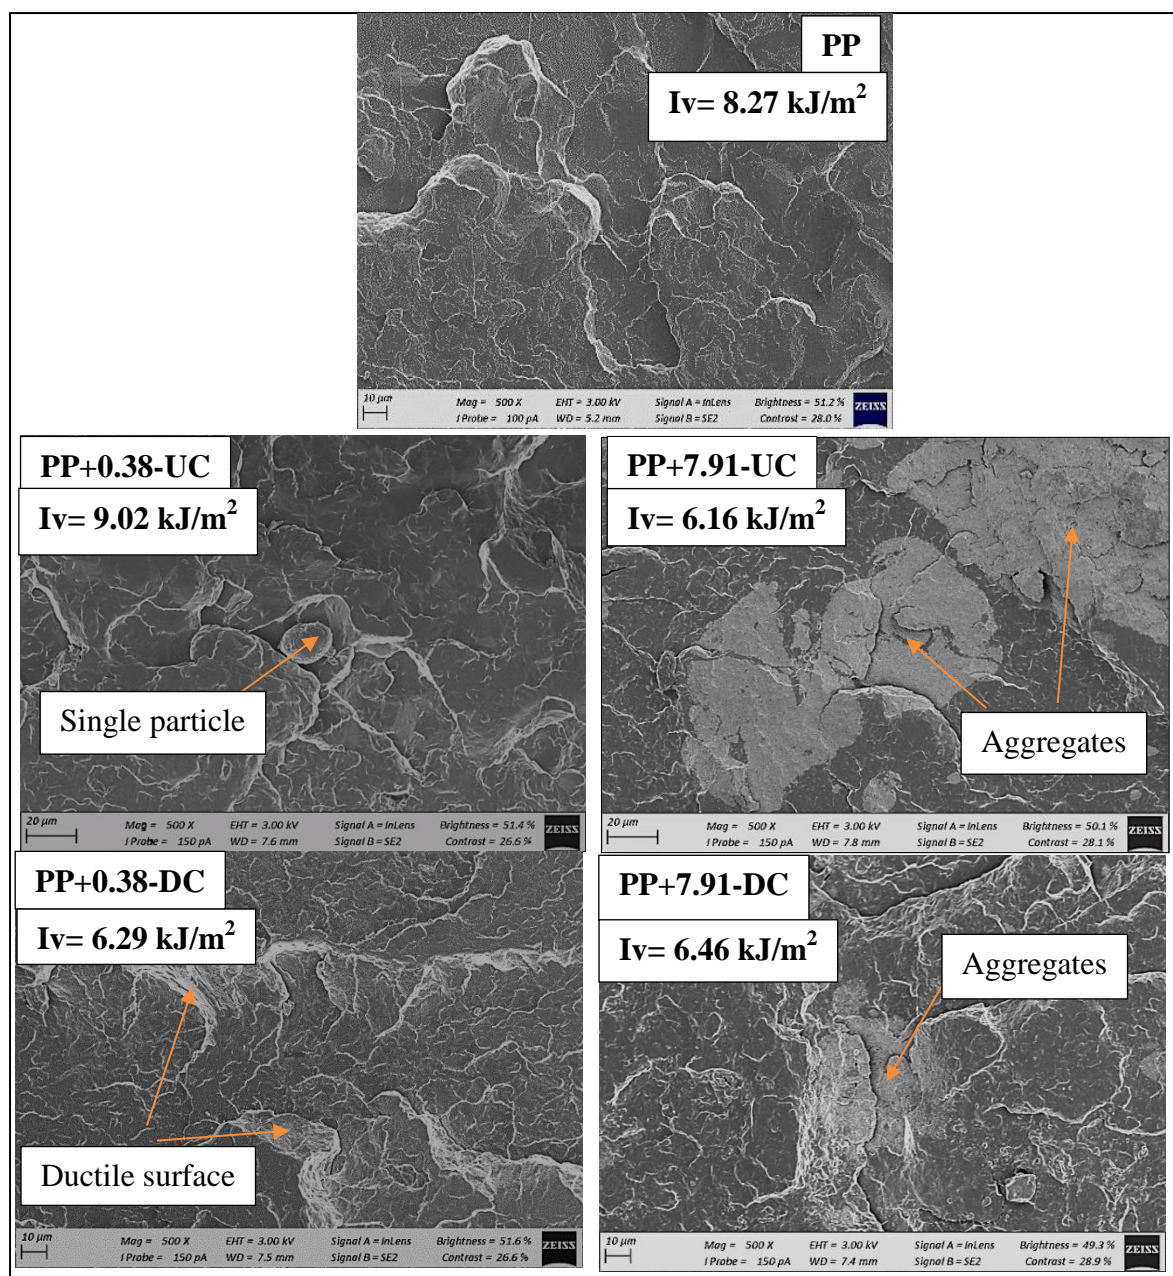 PP
Iv= 8.27 kJ/m²
10 µm
Mag = 500 X EHT = 3.00 kV Signal A = InLens Brightness = 51.2 %
I Probe = 100 pA WD = 5.2 mm Signal B = SE2 Contrast = 28.0 %
ZEISS
PP+0.38-UC
Iv= 9.02 kJ/m²
Single particle
20 µm
Mag = 500 X EHT = 3.00 kV Signal A = InLens Brightness = 51.4 %
I Probe = 150 pA WD = 7.6 mm Signal B = SE2 Contrast = 26.6 %
ZEISS
PP+7.91-UC
Iv= 6.16 kJ/m²
Aggregates
20 µm
Mag = 500 X EHT = 3.00 kV Signal A = InLens Brightness = 50.1 %
I Probe = 150 pA WD = 7.8 mm Signal B = SE2 Contrast = 28.1 %
ZEISS
PP+0.38-DC
Iv= 6.29 kJ/m²
Ductile surface
10 µm
Mag = 500 X EHT = 3.00 kV Signal A = InLens Brightness = 51.6 %
I Probe = 150 pA WD = 7.5 mm Signal B = SE2 Contrast = 26.6 %
ZEISS
PP+7.91-DC
Iv= 6.46 kJ/m²
Aggregates
10 µm
Mag = 500 X EHT = 3.00 kV Signal A = InLens Brightness = 49.3 %
I Probe = 150 pA WD = 7.4 mm Signal B = SE2 Contrast = 28.9 %
ZEISS